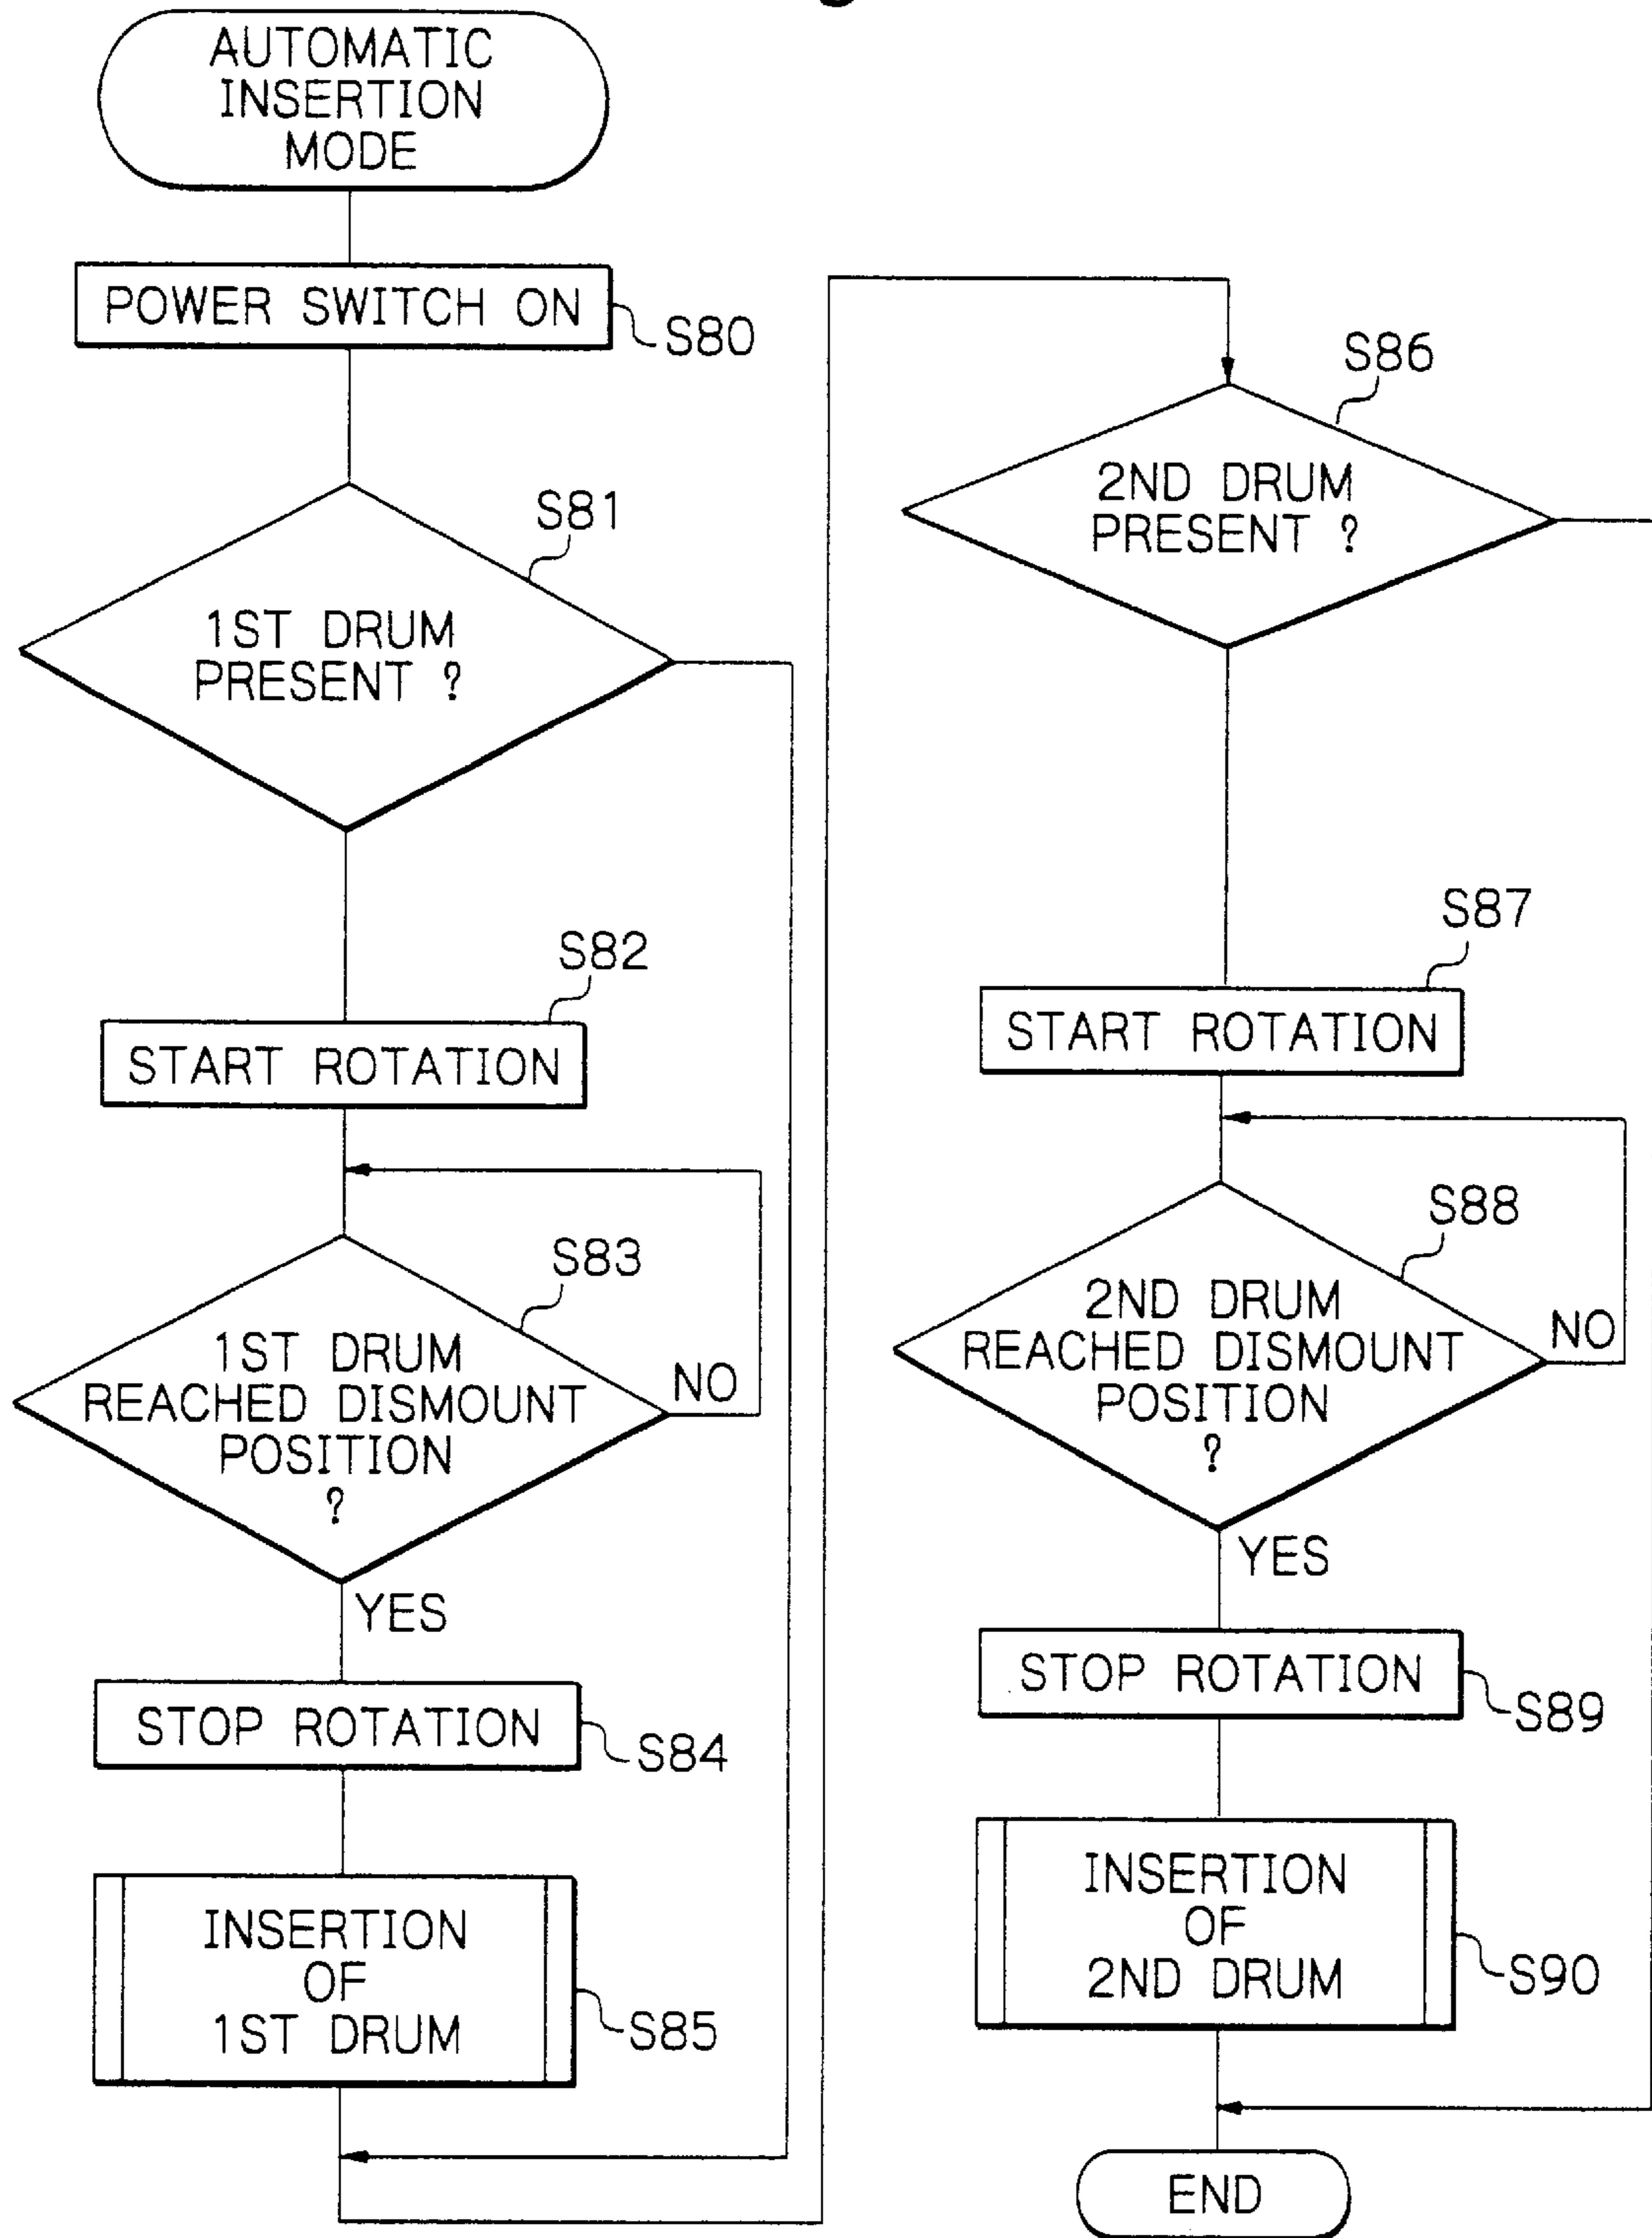 AUTOMATIC
INSERTION
MODE
POWER SWITCH ON
S80
S81
1ST DRUM
PRESENT ?
S82
START ROTATION
S83
1ST DRUM
REACHED DISMOUNT
POSITION
?
NO
YES
STOP ROTATION
S84
INSERTION
OF
1ST DRUM
S85
S86
2ND DRUM
PRESENT ?
S87
START ROTATION
S88
2ND DRUM
REACHED DISMOUNT
POSITION
?
NO
YES
STOP ROTATION
S89
INSERTION
OF
2ND DRUM
S90
END